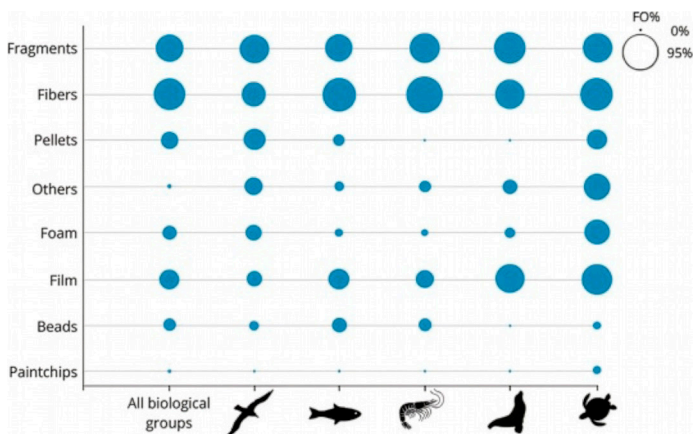 FO%
0%
95%
Fragments
Fibers
Pellets
Others
Foam
Film
Beads
Paintchips
All biological
groups